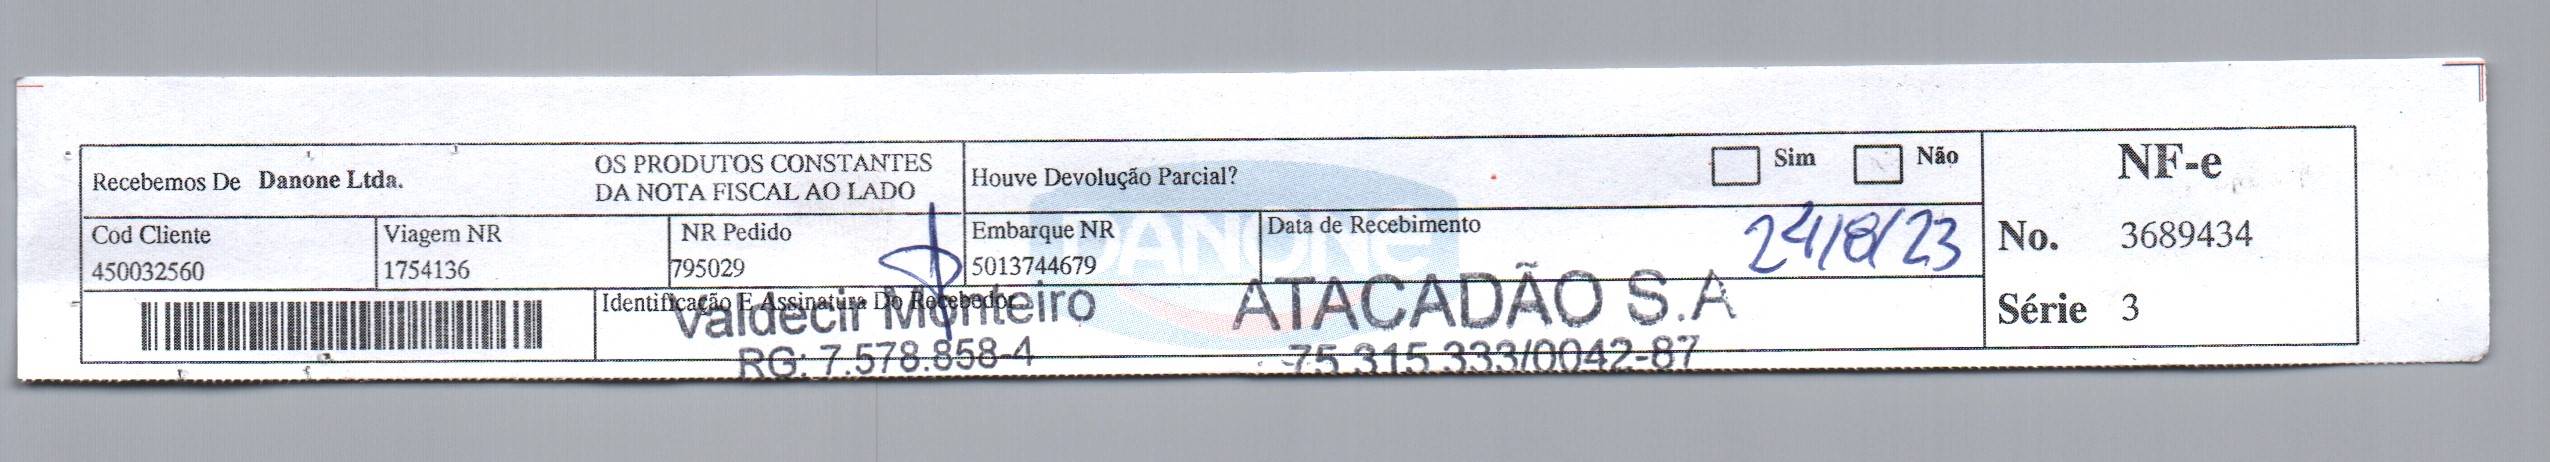 Recebemos De Danone Ltda.
OS PRODUTOS CONSTANTES
DA NOTA FISCAL AO LADO
Houve Devolução Parcial?
Sim
Não
NF-e
No. 3689434
Série 3
Cod Cliente
450032560
Viagem NR
1754136
NR Pedido
795029
Embarque NR
5013744679
Data de Recebimento
24/8/23
DANONE
Identificação E Assinatura Do Recebedor
Valdecir Monteiro
RG: 7.578.858-4
ATACADÃO S.A
75.315.333/0042-87